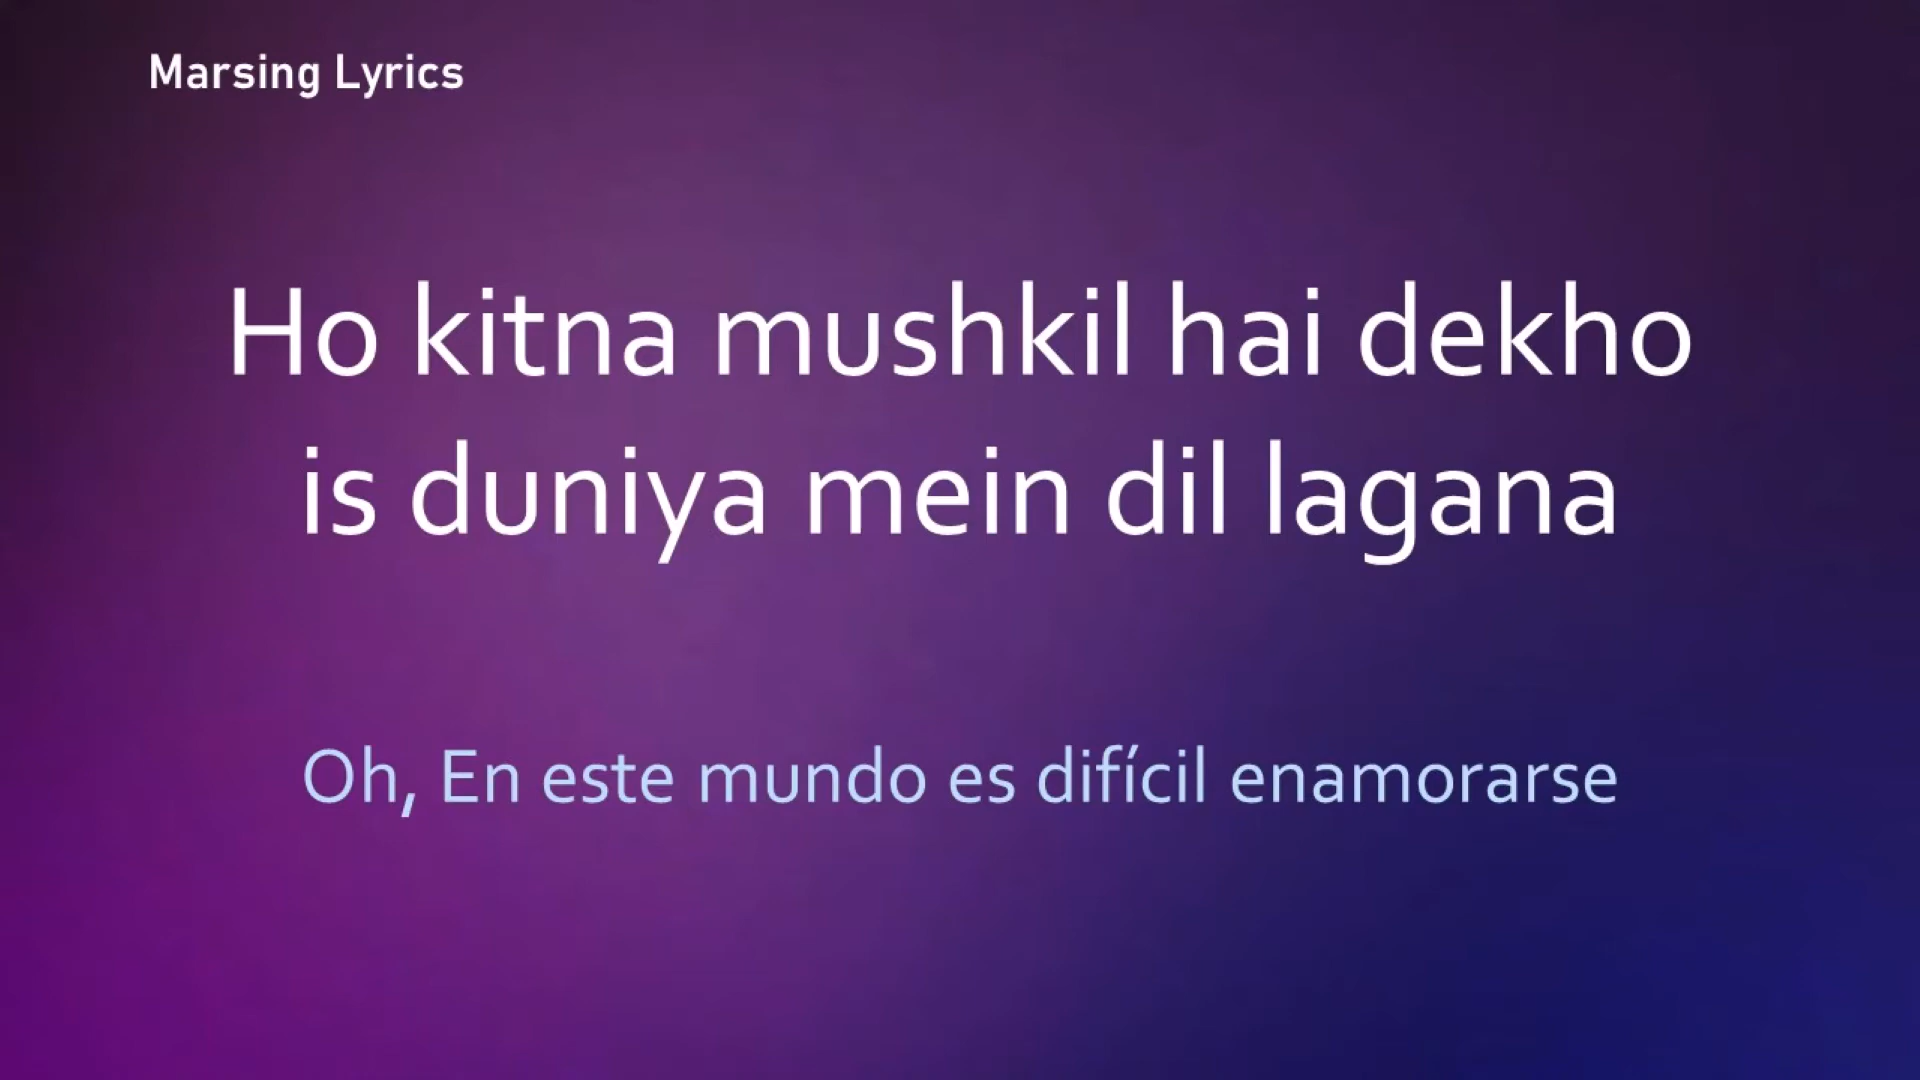 Marsing Lyrics
Ho kitna mushkil hai dekho
is duniya mein dil lagana
Oh, En este mundo es difícil enamorarse